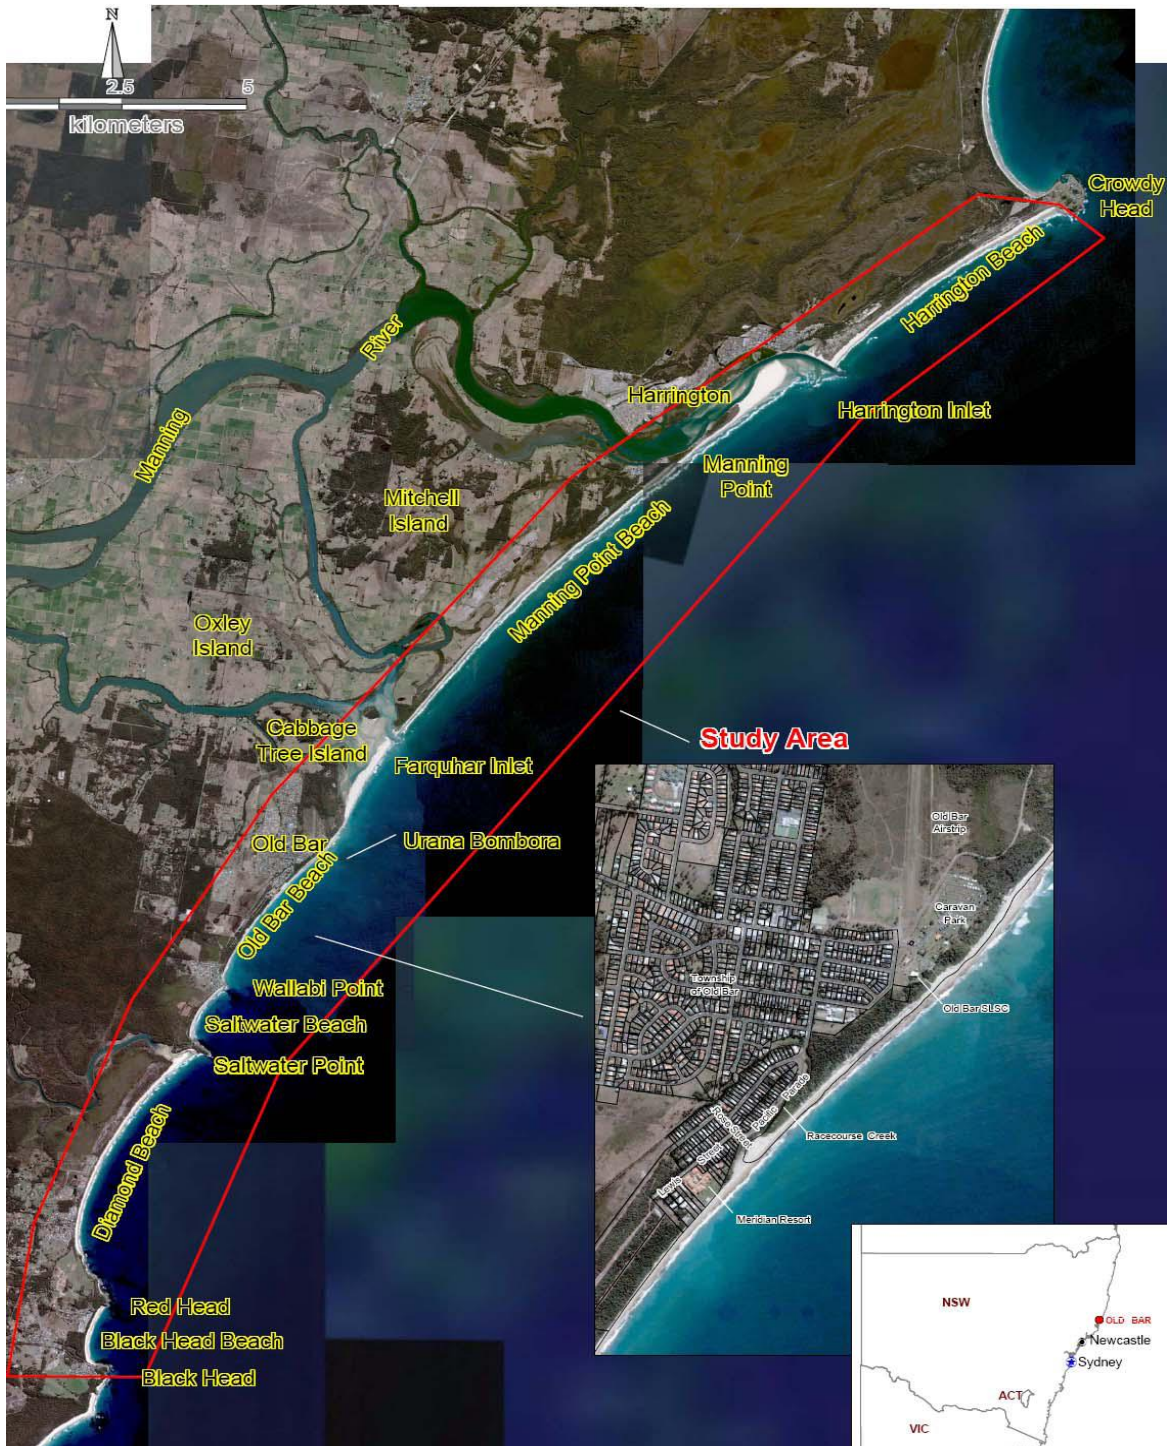 N
2.5
5
kilometers
Crowdy
Head
Harrington Beach
River
Harrington
Harrington Inlet
Manning
Manning
Point
Mitchell
Island
Manning Point Beach
Oxley
Island
Cabbage
Tree Island
Study Area
Farquhar Inlet
Old Bar
Urana Bombora
Old Bar Beach
Wallabi Point
Saltwater Beach
Saltwater Point
Diamond Beach
Red Head
Black Head Beach
Black Head
Old Bar
Airstrip
Caravan
Park
Township
of Old Bar
Old Bar SLSC
Pacific Parade
Rose Street
Racecourse Creek
Lewis Street
Meridian Resort
NSW
OLD BAR
Newcastle
Sydney
ACT
VIC